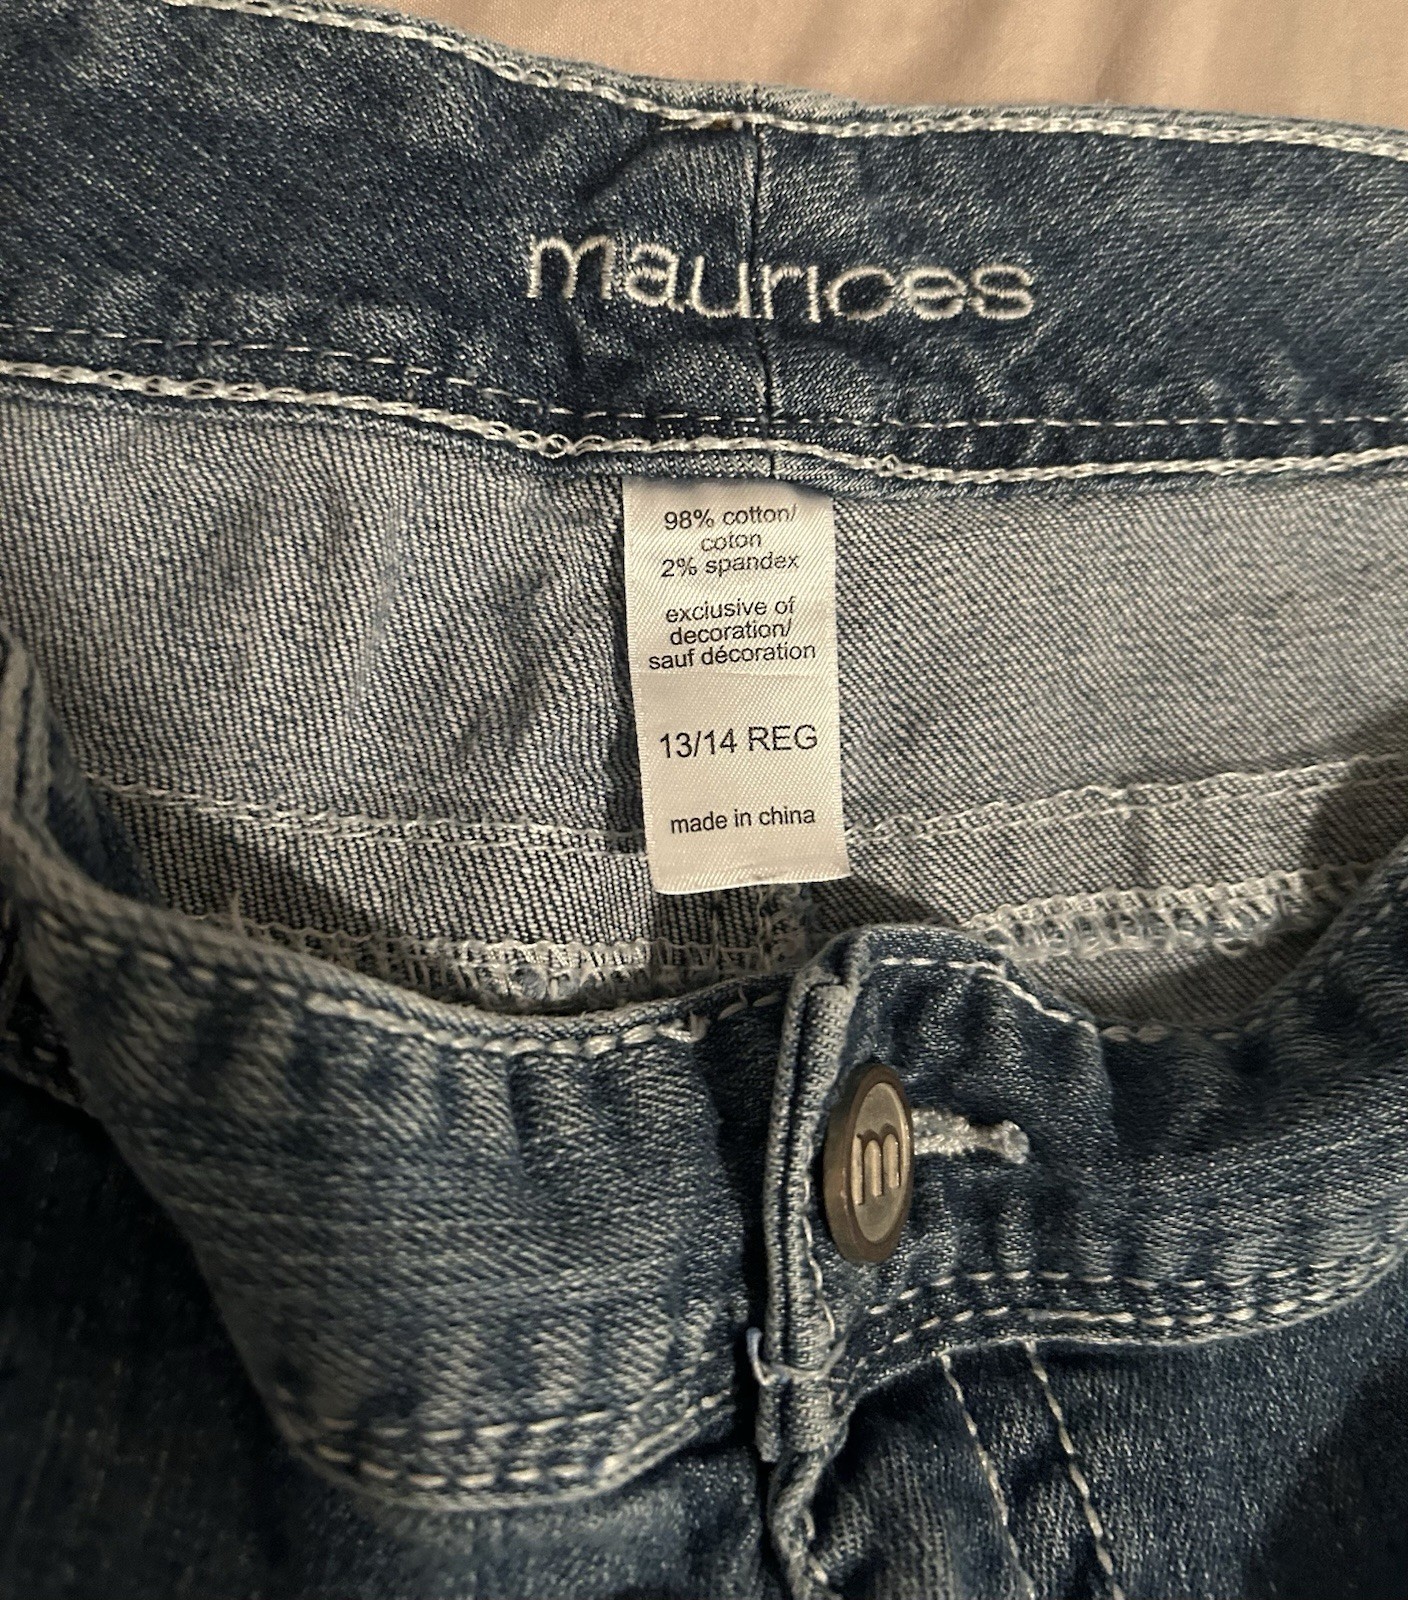 maurices
98% cotton/
coton
2% spandex
exclusive of
decoration/
sauf décoration
13/14 REG
made in china
m